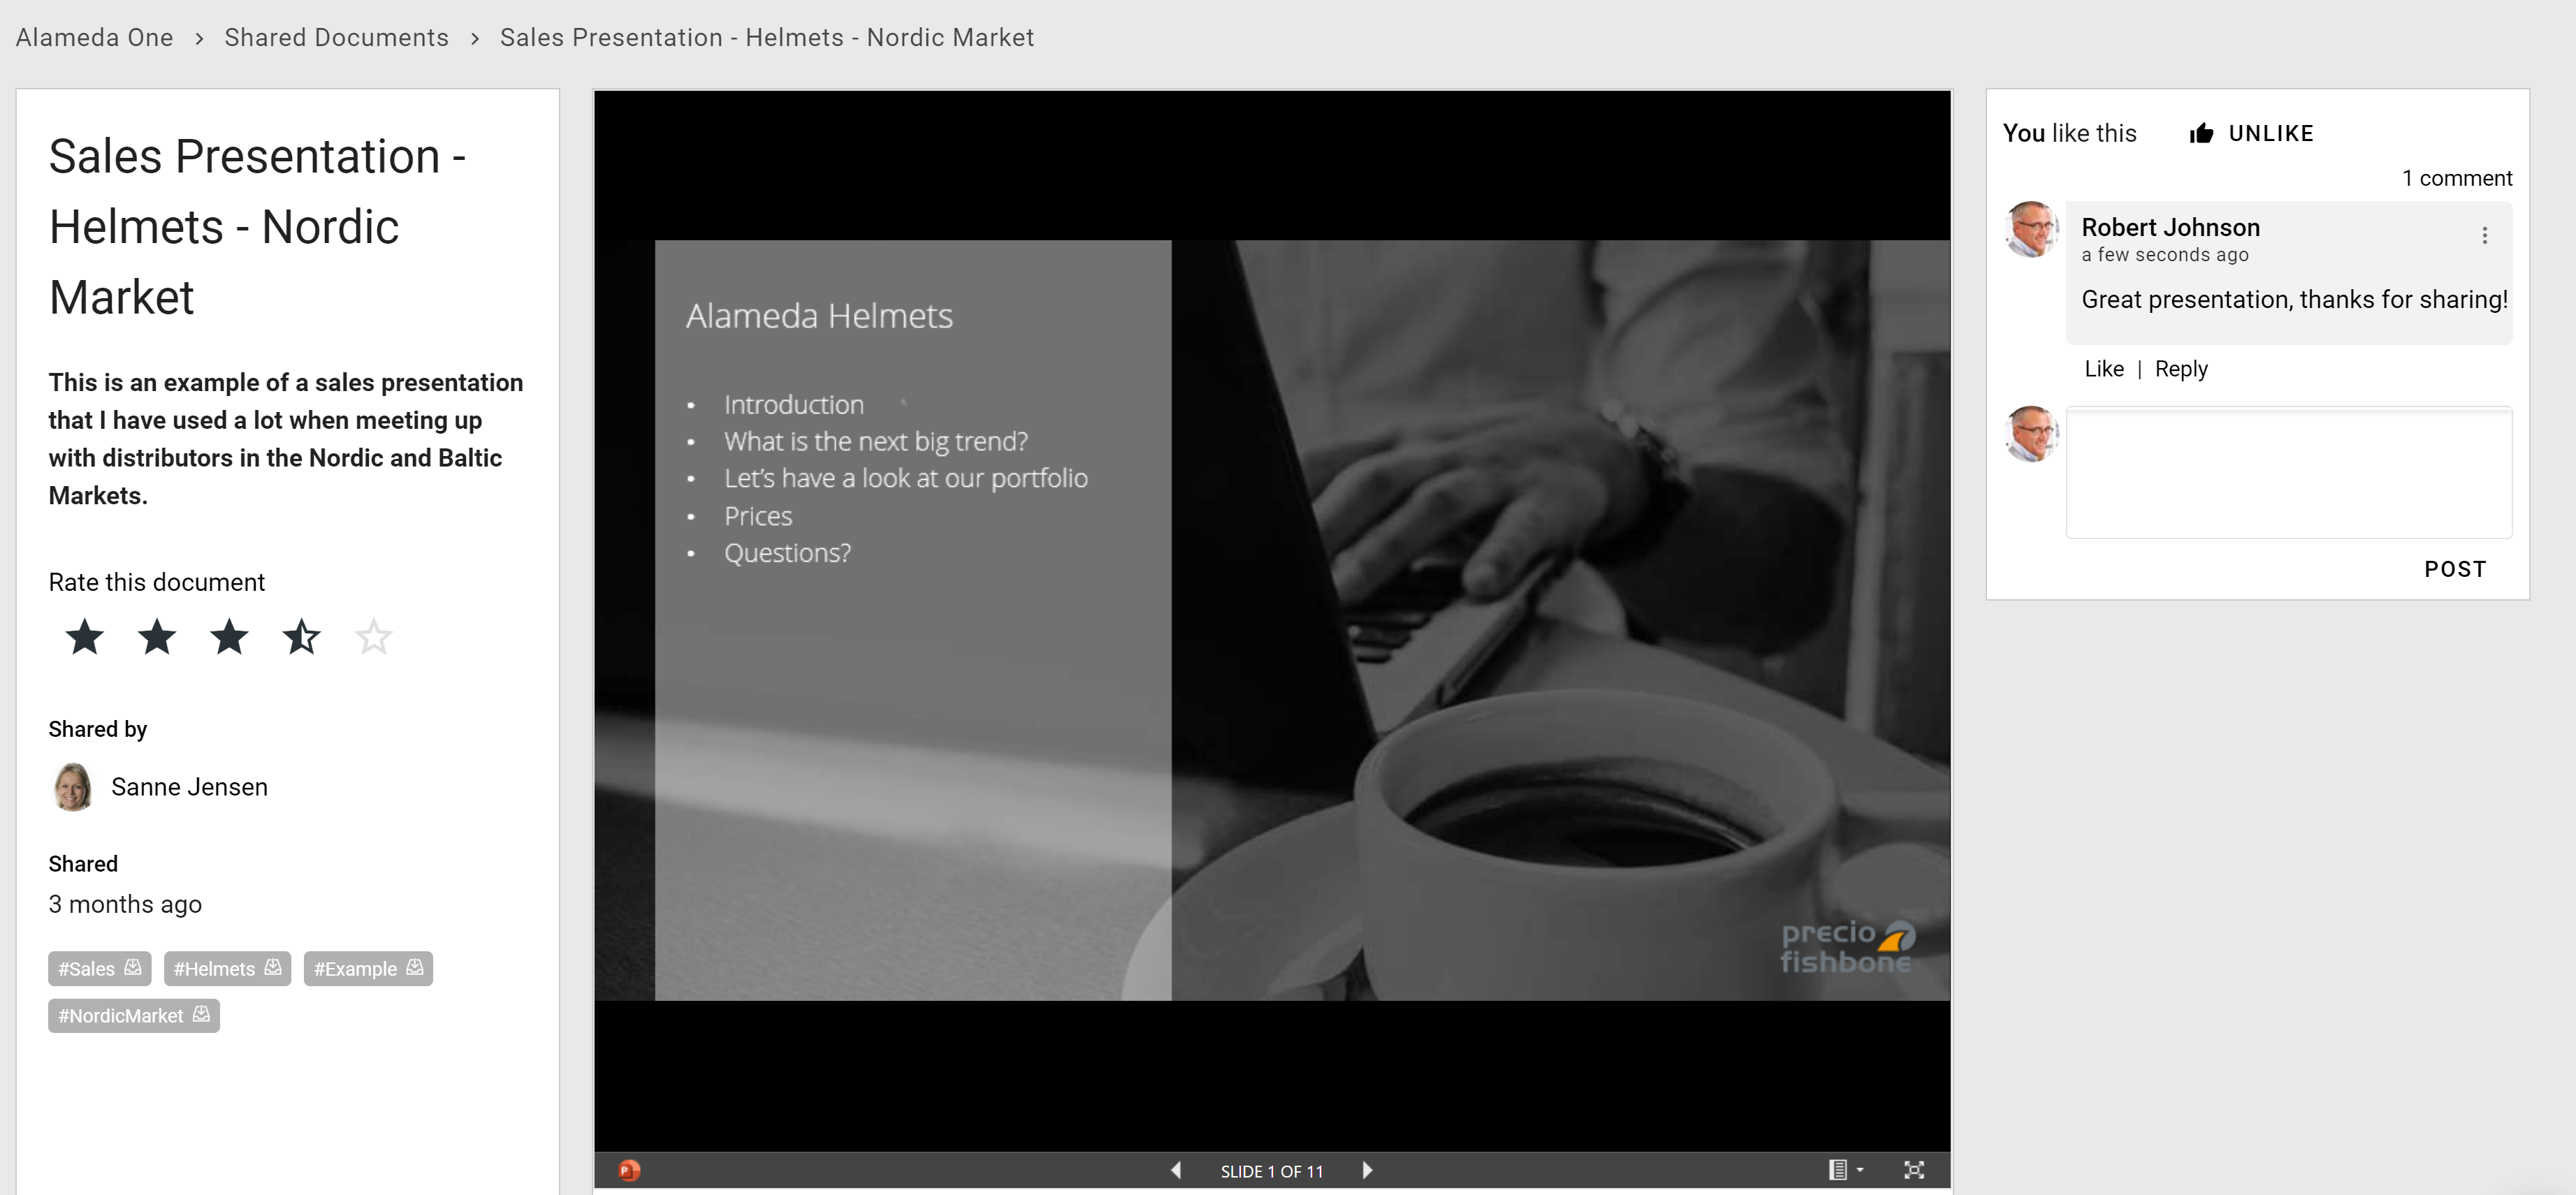 Alameda One > Shared Documents > Sales Presentation - Helmets - Nordic Market
Sales Presentation -
Helmets - Nordic
Market
This is an example of a sales presentation
that I have used a lot when meeting up
with distributors in the Nordic and Baltic
Markets.
Rate this document
Shared by
Sanne Jensen
Shared
3 months ago
#Sales #Helmets #Example
#NordicMarket
Alameda Helmets
• Introduction
• What is the next big trend?
• Let's have a look at our portfolio
• Prices
• Questions?
precio
fishbone
P
SLIDE 1 OF 11
You like this UNLIKE
1 comment
Robert Johnson
a few seconds ago
Great presentation, thanks for sharing!
Like | Reply
POST